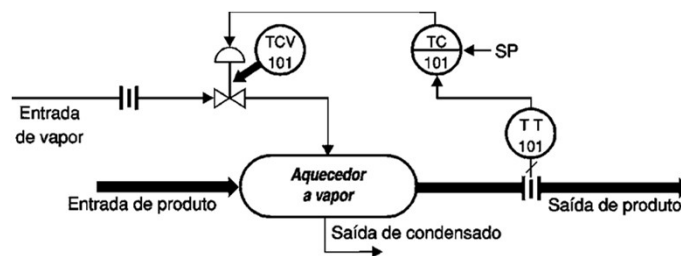 TCV
101
TC
101
SP
Entrada
de vapor
T T
101
Aquecedor
a vapor
Entrada de produto
Saída de produto
Saída de condensado